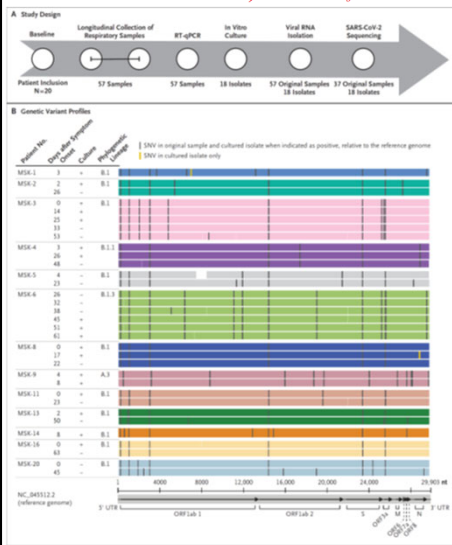 A Study Design
Baseline
Longitudinal Collection of
Respiratory Samples
RT-qPCR
In Vitro
Culture
Viral RNA
Isolation
SARS-CoV-2
Sequencing
Patient Inclusion
N=20
57 Samples
57 Samples
18 Isolates
57 Original Samples
18 Isolates
37 Original Samples
18 Isolates
B Genetic Variant Profiles
Patient No.
Days after Symptom
Onset
Culture
Phylogenetic
Lineage
SNV in original sample and cultured isolate when indicated as positive, relative to the reference genome
SNV in cultured isolate only
MSK-1 3 + B.1
MSK-2 2 + B.1
26 -
MSK-3 0 + B.1
14 +
25 +
33 -
53 -
MSK-4 3 + B.1.1
26 +
48 -
MSK-5 4 - B.1
23 -
MSK-6 26 - B.1.3
32 -
38 -
45 +
51 +
61 +
MSK-8 0 + B.1
17 +
22 -
MSK-9 4 + A.3
8 +
MSK-11 0 + B.1
23 -
MSK-13 2 + B.1
50 -
MSK-14 8 + B.1
MSK-16 0 + B.1
63 -
MSK-20 0 + B.1
45 -
1 4000 8000 12,000 16,000 20,000 24,000 29,903 nt
NC_045512.2
(reference genome)
5' UTR
ORF1ab 1
ORF1ab 2
S
ORF3a
M
ORF6
ORF7a
ORF8
N
3' UTR